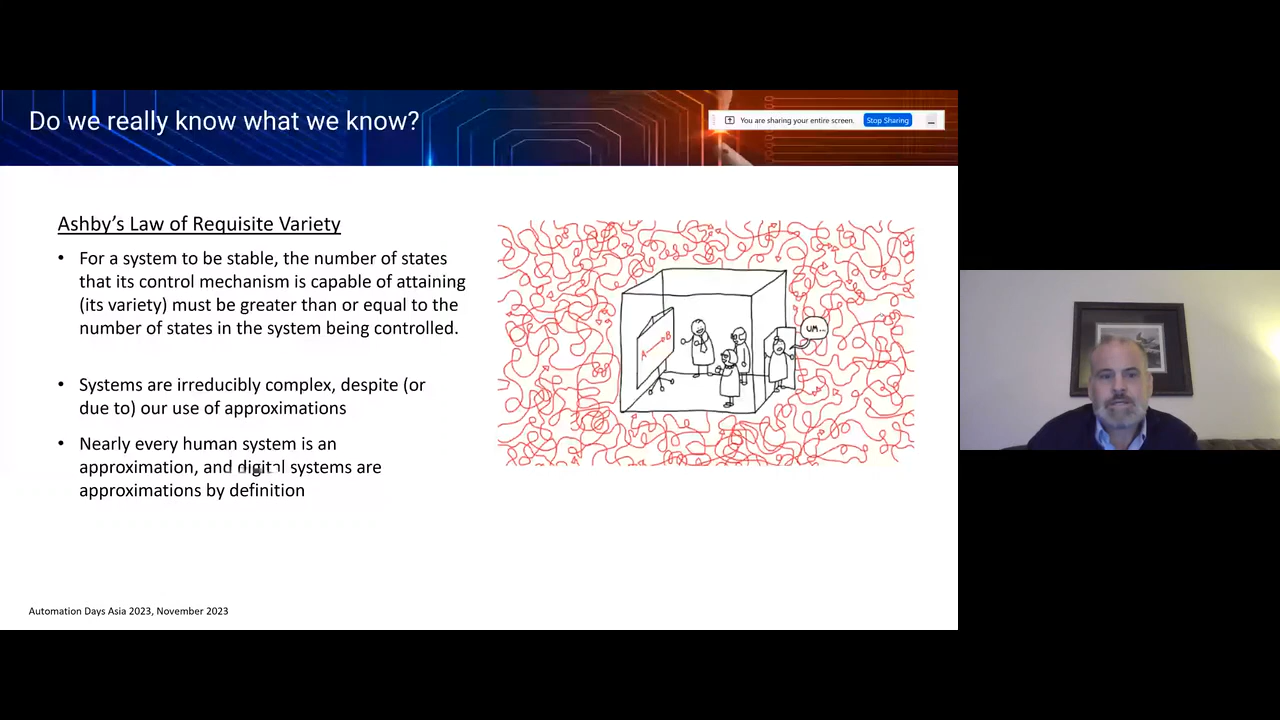 Do we really know what we know?
You are sharing your entire screen.
Stop Sharing
Ashby’s Law of Requisite Variety
• For a system to be stable, the number of states
that its control mechanism is capable of attaining
(its variety) must be greater than or equal to the
number of states in the system being controlled.
• Systems are irreducibly complex, despite (or
due to) our use of approximations
• Nearly every human system is an
approximation, and digital systems are
approximations by definition
A
B
UM...
Automation Days Asia 2023, November 2023